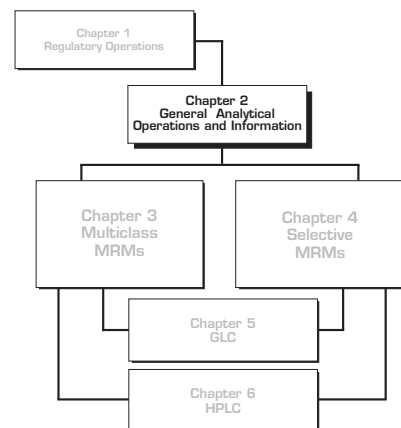 Chapter 1
Regulatory Operations
Chapter 2
General Analytical
Operations and Information
Chapter 3
Multiclass
MRMs
Chapter 4
Selective
MRMs
Chapter 5
GLC
Chapter 6
HPLC